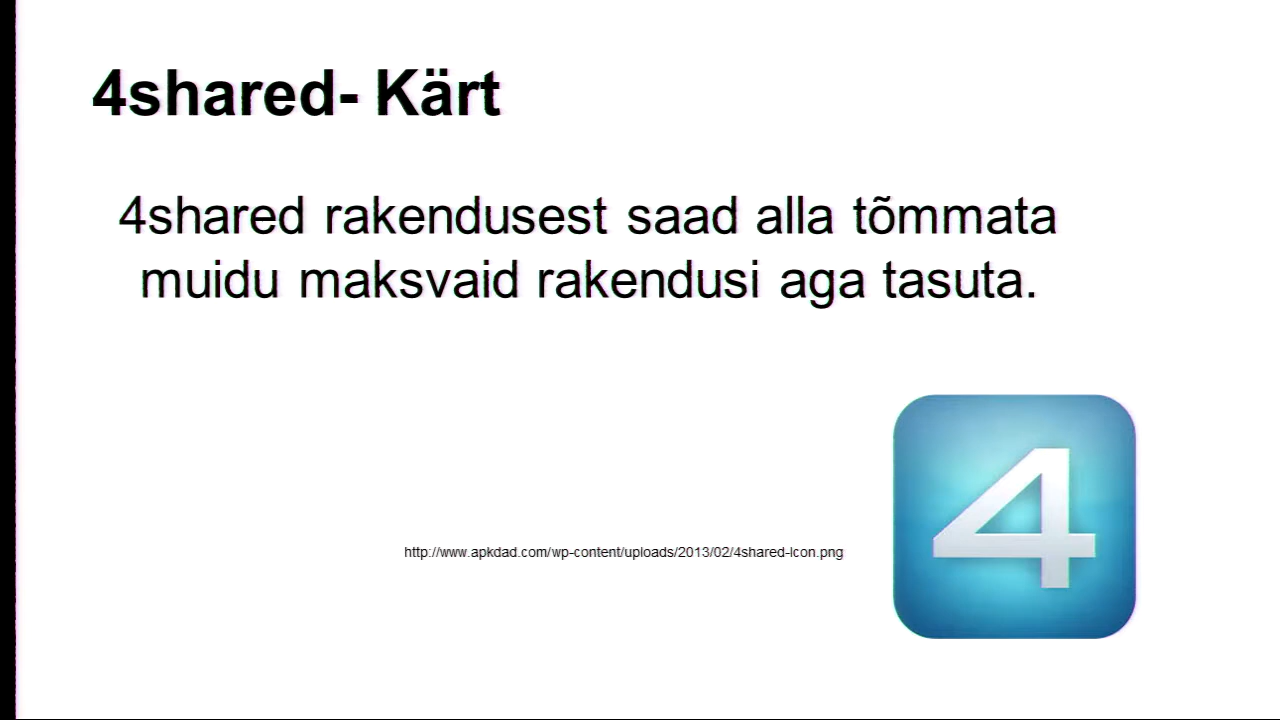 4shared- Kärt
4shared rakendusest saad alla tõmmata
muidu maksvaid rakendusi aga tasuta.
http://www.apkdad.com/wp-content/uploads/2013/02/4shared-icon.png
4